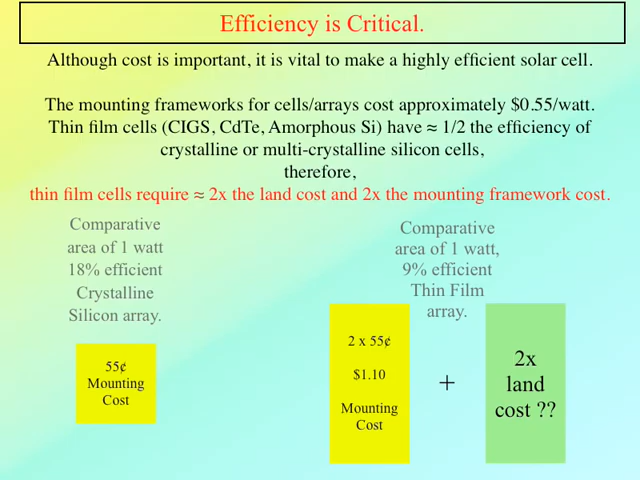 Efficiency is Critical.
Although cost is important, it is vital to make a highly efficient solar cell.
The mounting frameworks for cells/arrays cost approximately $0.55/watt.
Thin film cells (CIGS, CdTe, Amorphous Si) have ≈ 1/2 the efficiency of
crystalline or multi-crystalline silicon cells,
therefore,
thin film cells require ≈ 2x the land cost and 2x the mounting framework cost.
Comparative
area of 1 watt
18% efficient
Crystalline
Silicon array.
55¢
Mounting
Cost
Comparative
area of 1 watt,
9% efficient
Thin Film
array.
2 x 55¢
$1.10
Mounting
Cost
+
2x
land
cost ??